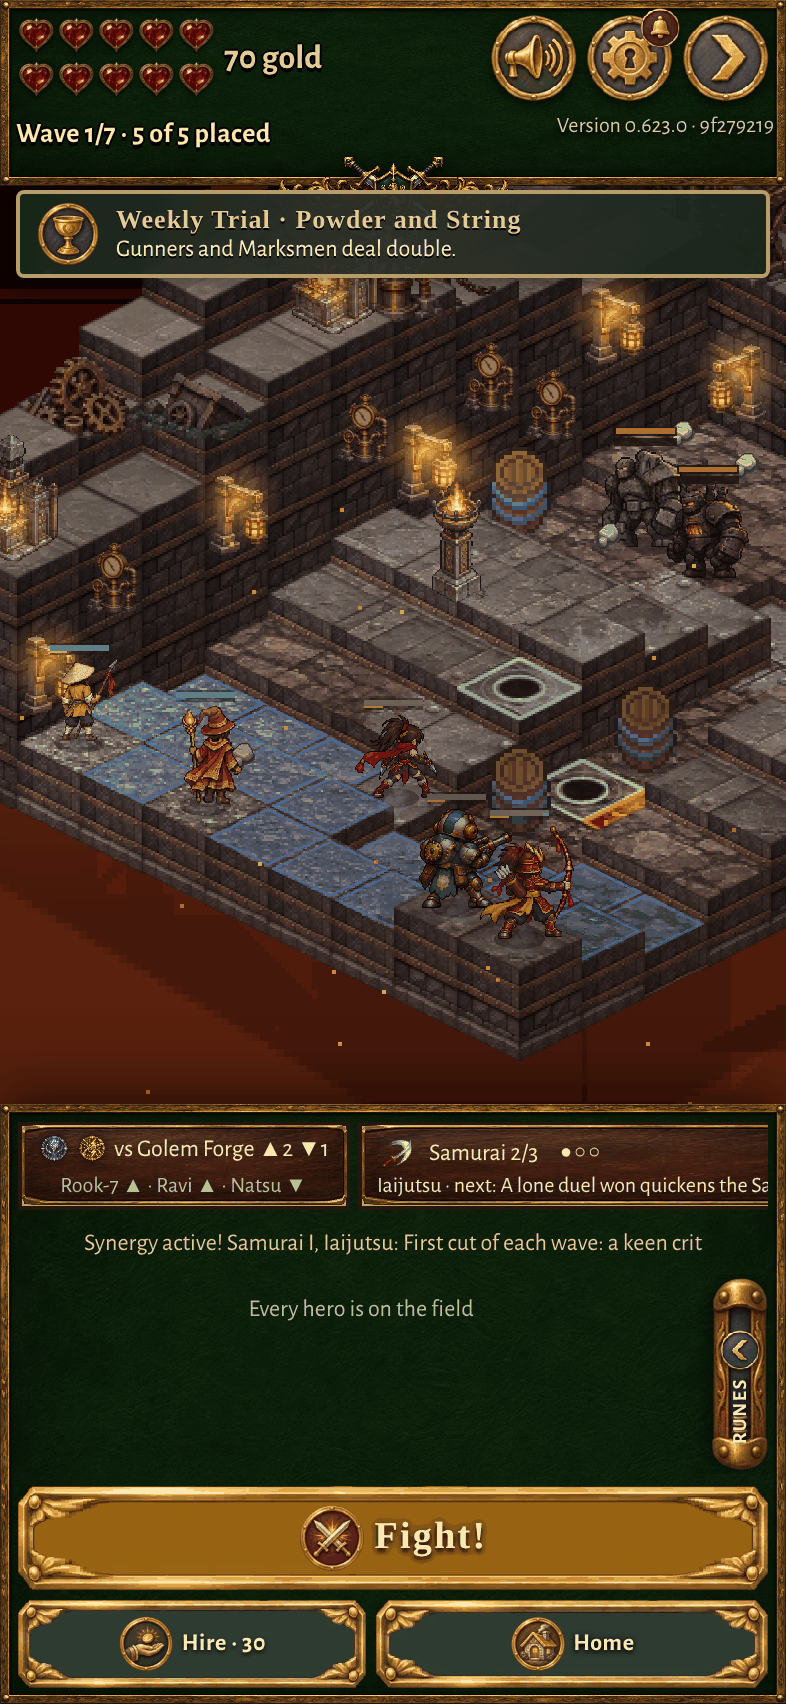 70 gold
Wave 1/7 · 5 of 5 placed
Version 0.623.0 · 9f279219
Weekly Trial · Powder and String
Gunners and Marksmen deal double.
vs Golem Forge ▲2 ▼1
Rook-7 ▲ · Ravi ▲ · Natsu ▼
Samurai 2/3 ●○○
Iaijutsu · next: A lone duel won quickens the Sa
Synergy active! Samurai I, Iaijutsu: First cut of each wave: a keen crit
Every hero is on the field
RUNES
Fight!
Hire · 30
Home